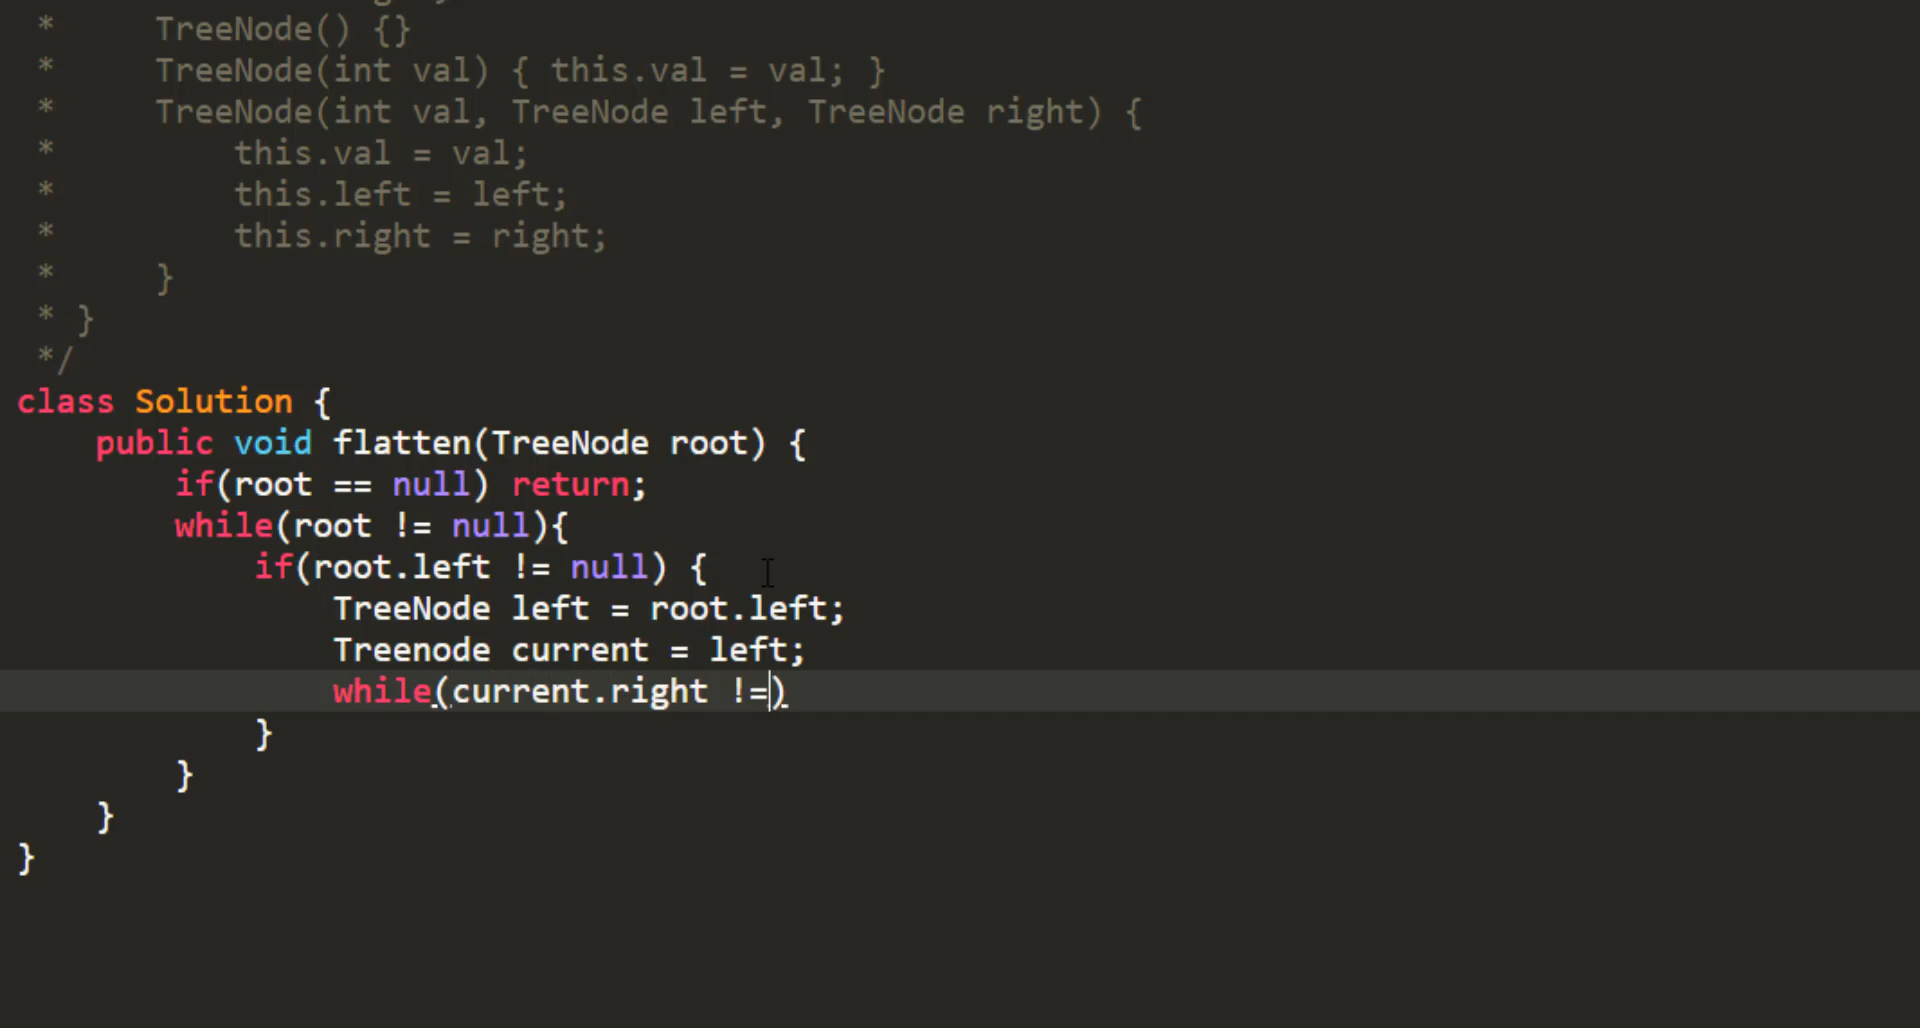 *     TreeNode() {}
*     TreeNode(int val) { this.val = val; }
*     TreeNode(int val, TreeNode left, TreeNode right) {
*         this.val = val;
*         this.left = left;
*         this.right = right;
*     }
* }
*/
class Solution {
    public void flatten(TreeNode root) {
        if(root == null) return;
        while(root != null){
            if(root.left != null) {
                TreeNode left = root.left;
                Treenode current = left;
                while(current.right !=)
            }
        }
    }
}